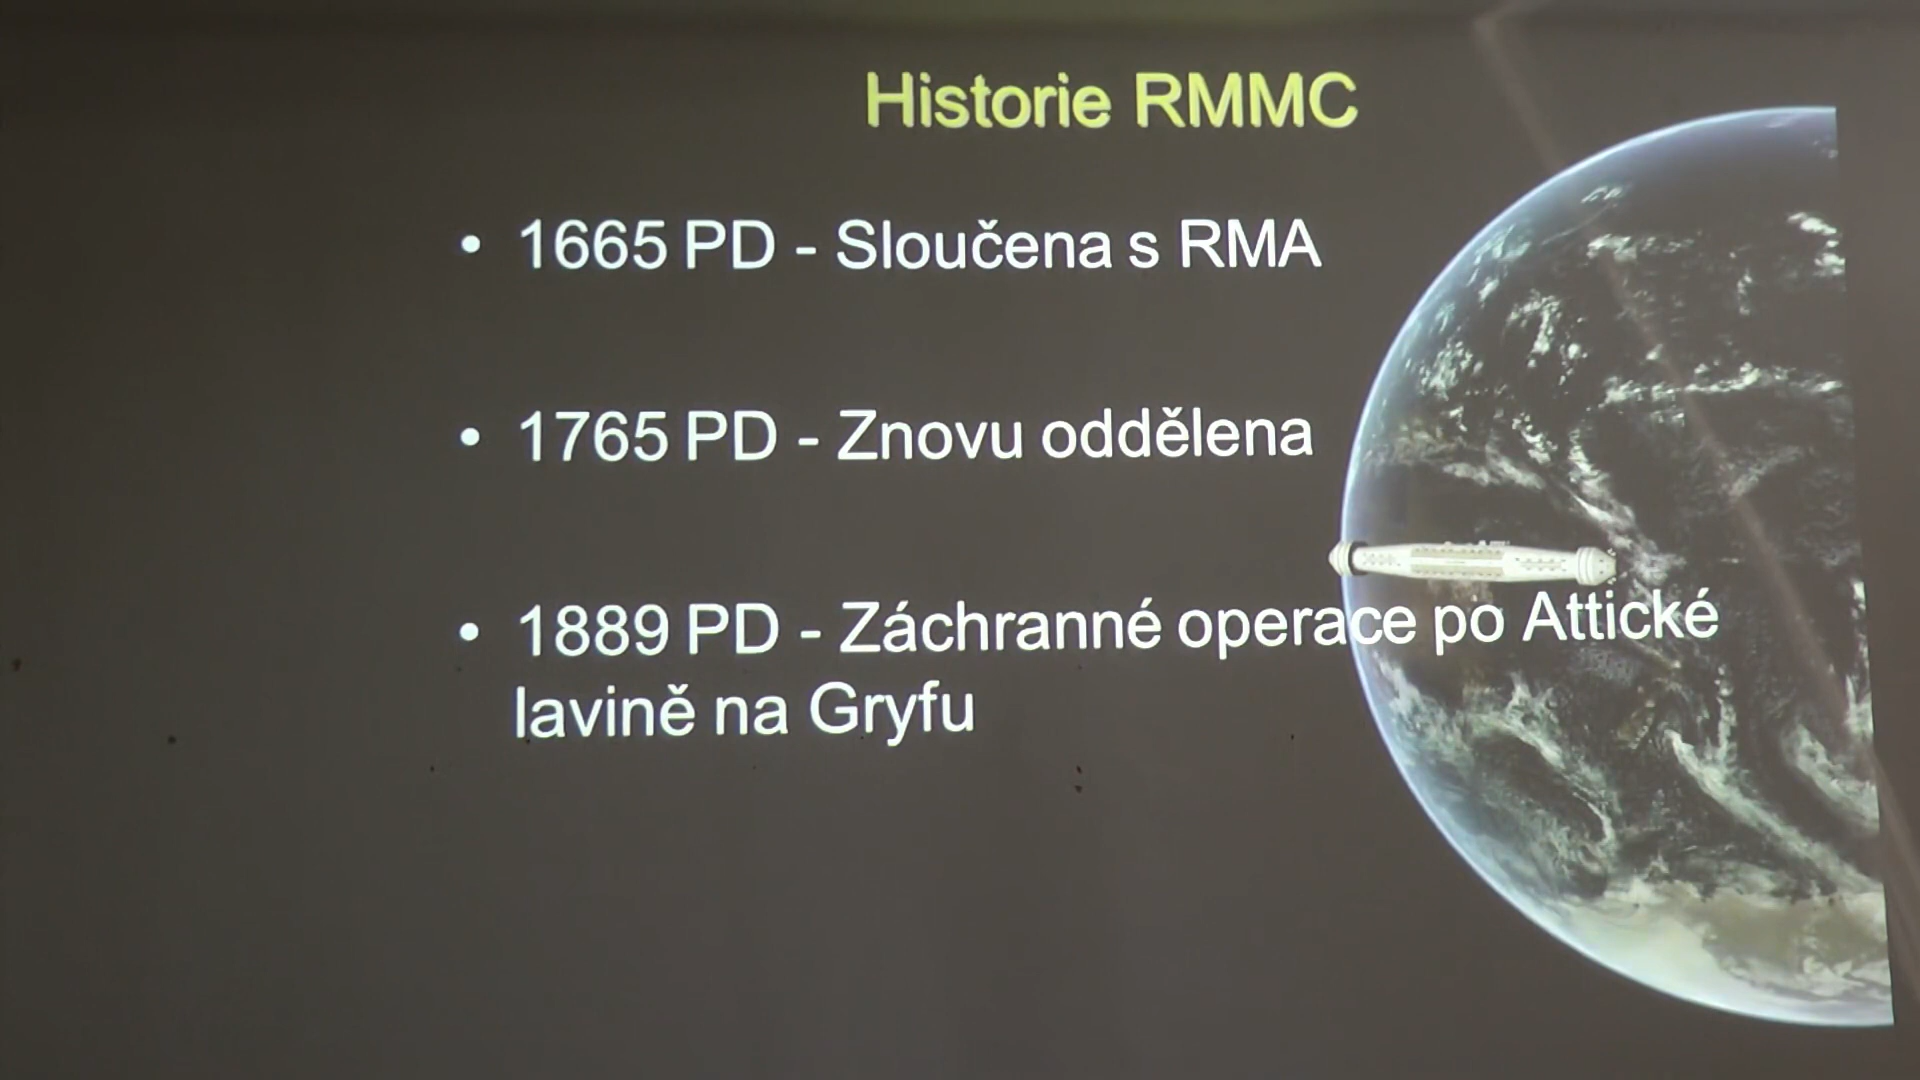 Historie RMMC
• 1665 PD - Sloučena s RMA
• 1765 PD - Znovu oddělena
• 1889 PD - Záchranné operace po Attické
lavině na Gryfu